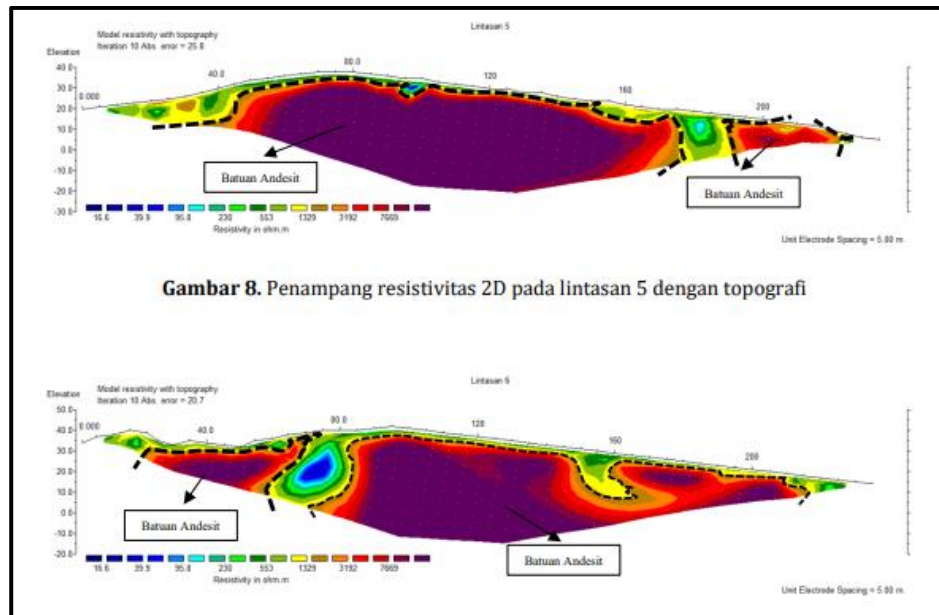 Lintasan 5
Model resistivity with topography
Iteration 10 Abs. error = 25.8
Elevation
40.0
30.0
20.0
10.0
0.0
-10.0
-20.0
-30.0
0.000
40.0
80.0
120
160
200
Batuan Andesit
Batuan Andesit
16.6 39.9 95.8 230 553 1329 3192 7669
Resistivity in ohm.m
Unit Electrode Spacing = 5.00 m.
Gambar 8. Penampang resistivitas 2D pada lintasan 5 dengan topografi
Lintasan 6
Model resistivity with topography
Iteration 10 Abs. error = 20.7
Elevation
50.0
40.0
30.0
20.0
10.0
0.0
-10.0
-20.0
0.000
40.0
80.0
120
160
200
Batuan Andesit
Batuan Andesit
16.6 39.9 95.8 230 553 1329 3192 7669
Resistivity in ohm.m
Unit Electrode Spacing = 5.00 m.